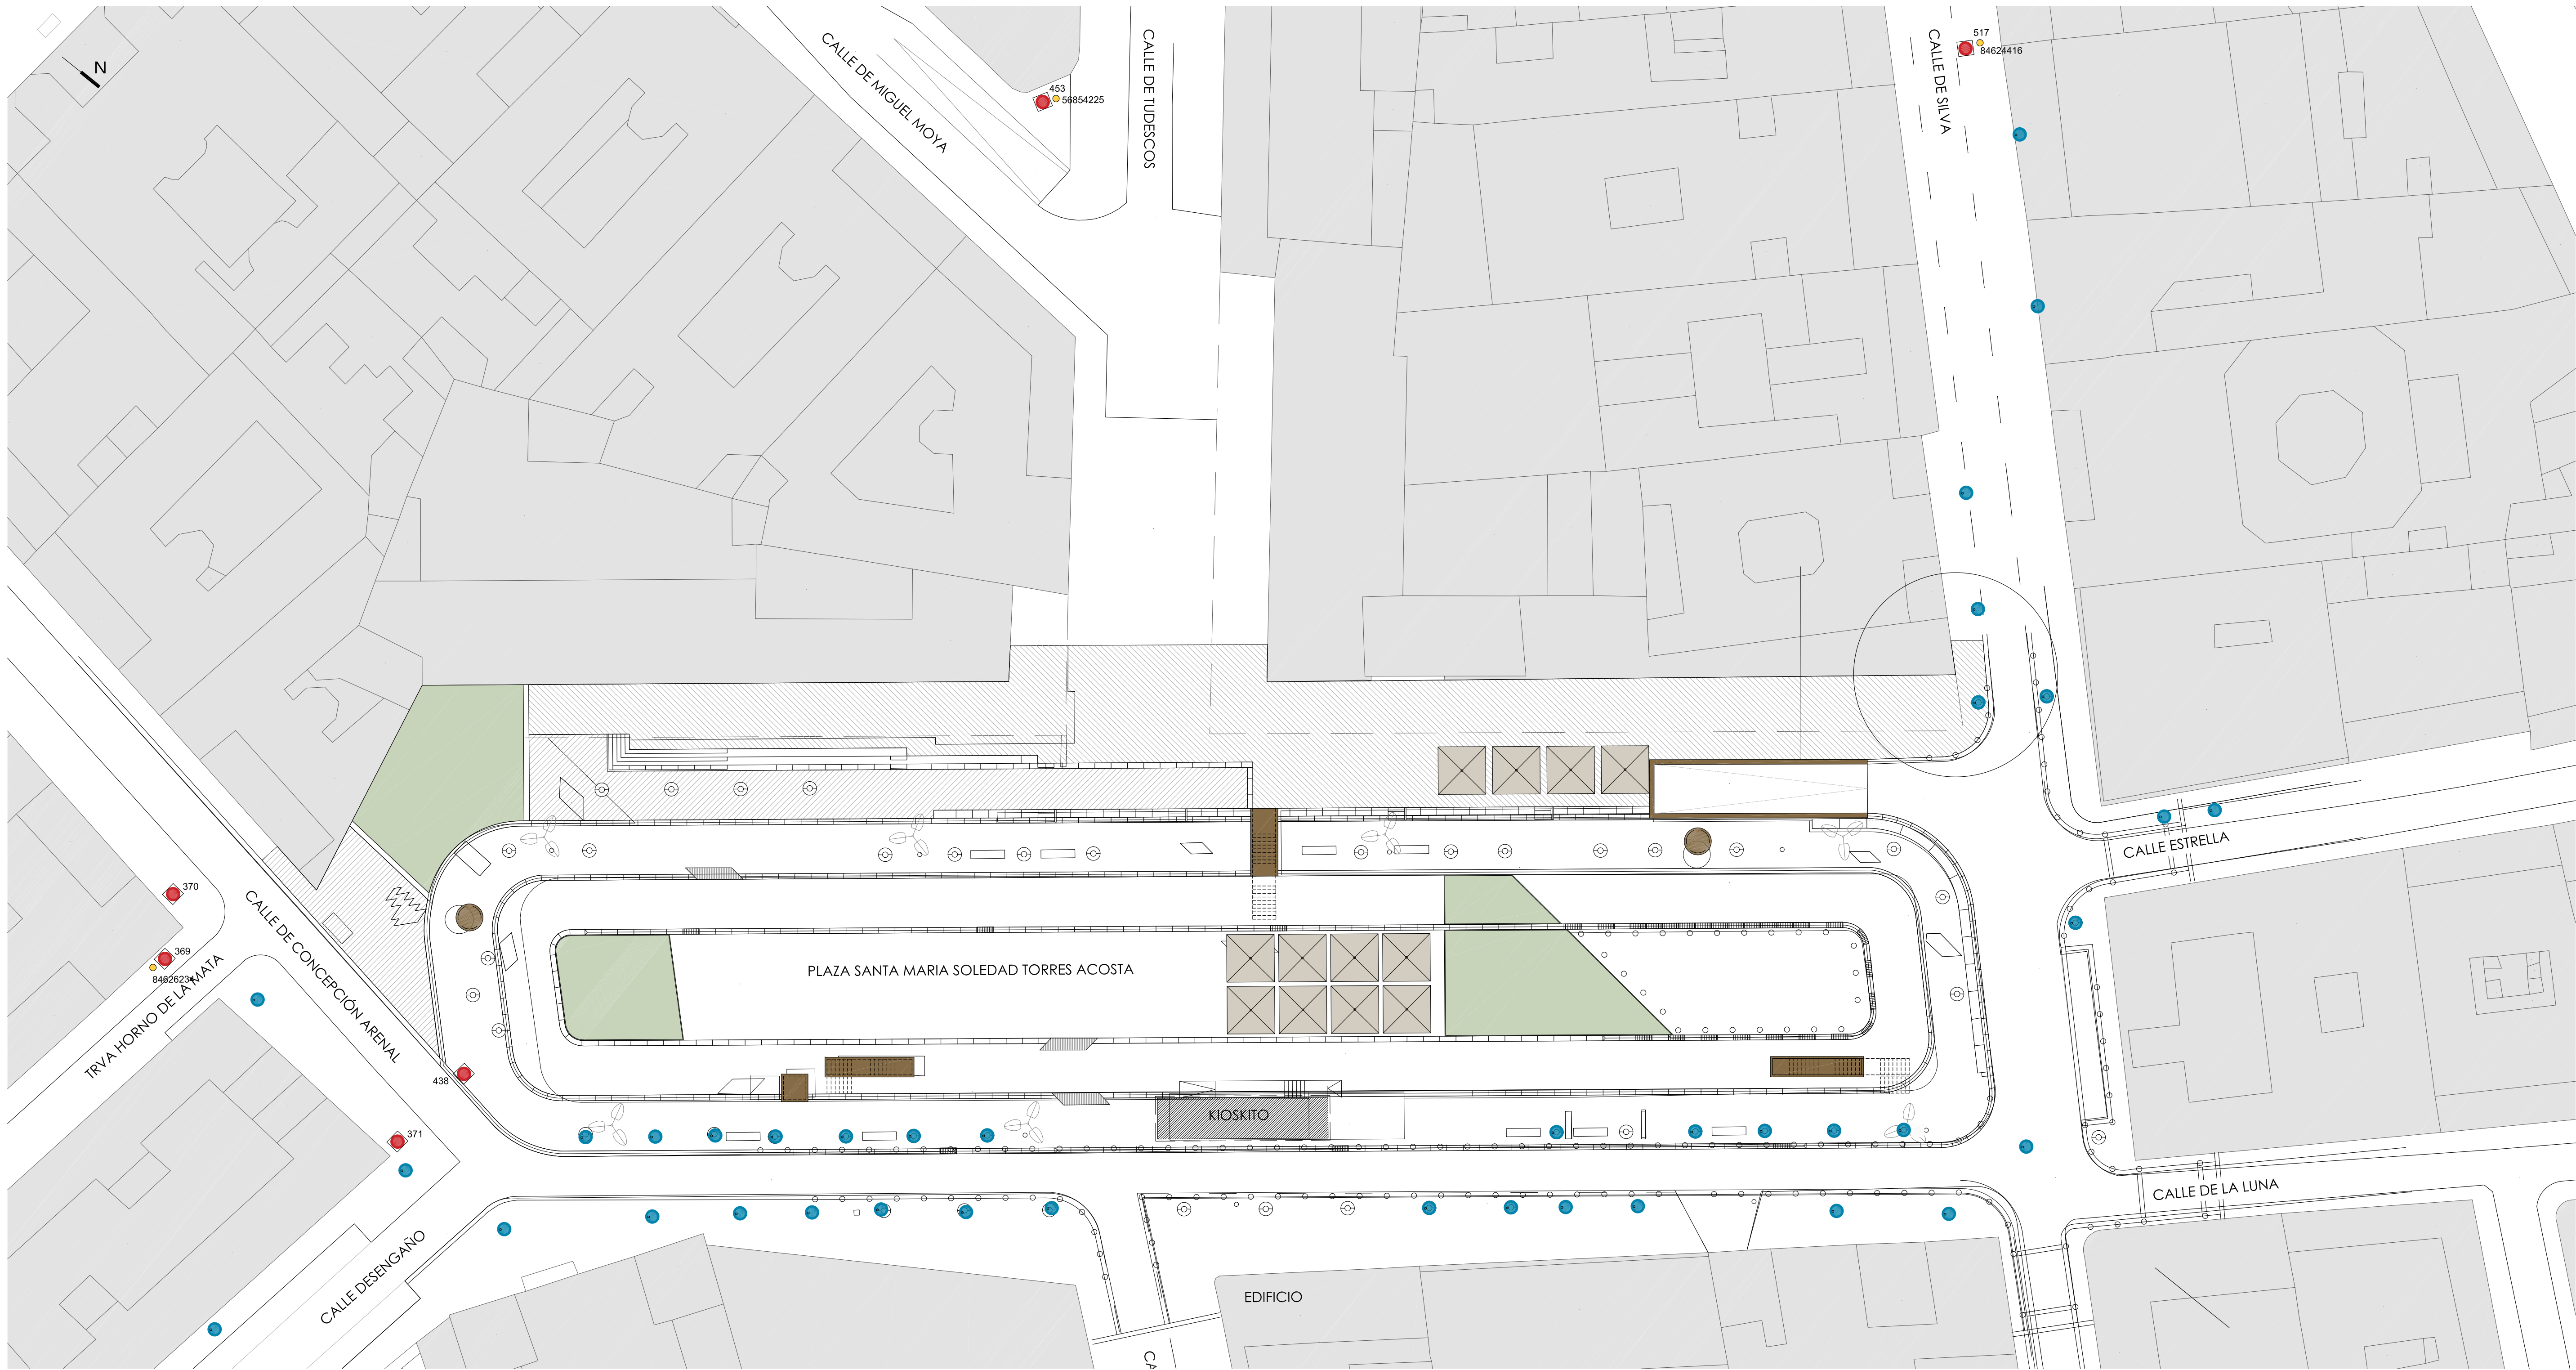 N
CALLE DE MIGUEL MOYA
CALLE DE TUDESCOS
CALLE DE SILVA
517
84624416
453
56854225
370
369
84626234
TRVA HORNO DE LA MATA
CALLE DE CONCEPCIÓN ARENAL
438
371
CALLE DESENGAÑO
PLAZA SANTA MARIA SOLEDAD TORRES ACOSTA
KIOSKITO
CALLE ESTRELLA
CALLE DE LA LUNA
EDIFICIO
CA